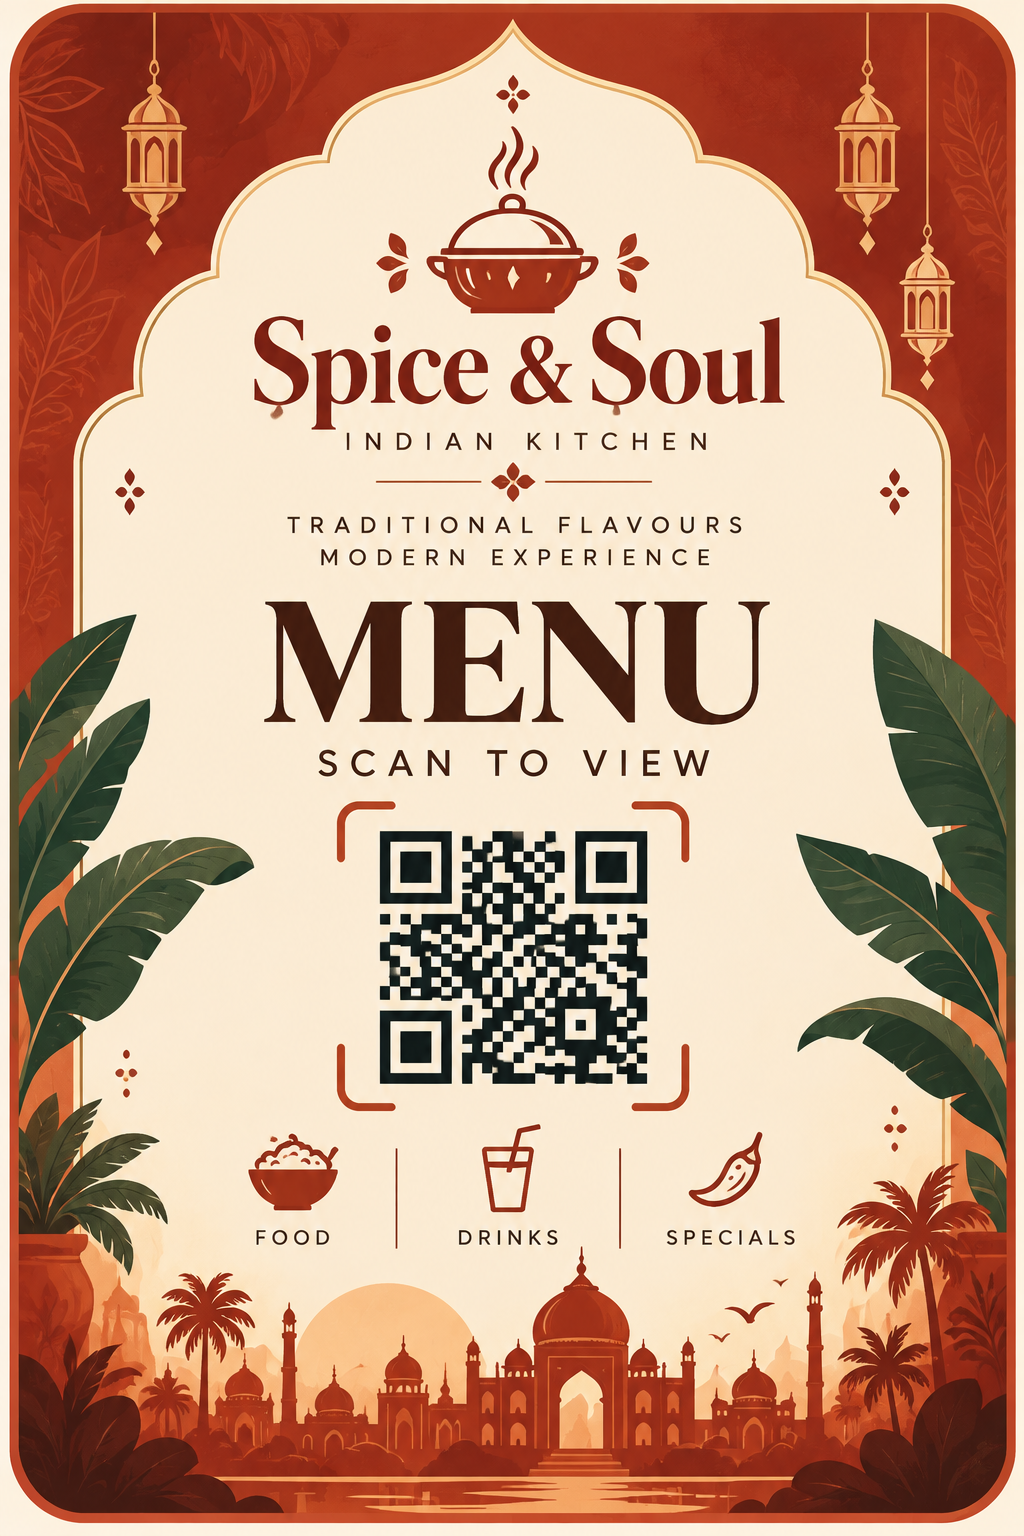 Spice & Soul
INDIAN KITCHEN
TRADITIONAL FLAVOURS
MODERN EXPERIENCE
MENU
SCAN TO VIEW
FOOD
DRINKS
SPECIALS